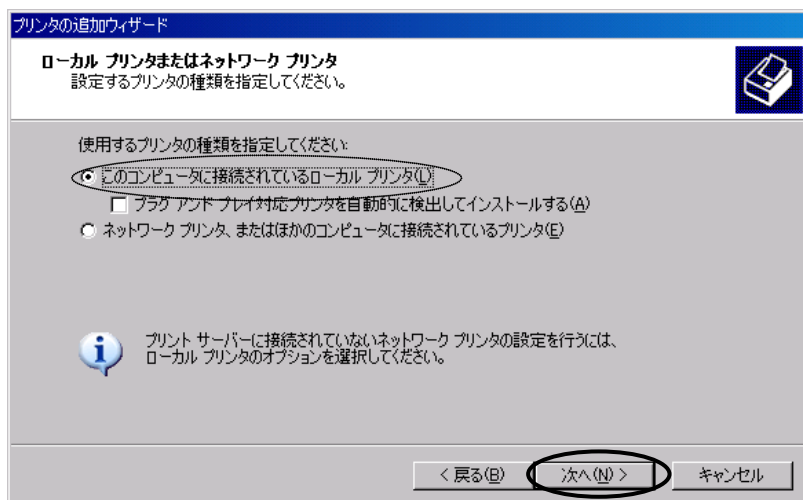 プリンタの追加ウィザード
ローカル プリンタまたはネットワーク プリンタ
設定するプリンタの種類を指定してください。
使用するプリンタの種類を指定してください:
このコンピュータに接続されているローカル プリンタ(L)
プラグ アンド プレイ対応プリンタを自動的に検出してインストールする(A)
ネットワーク プリンタ、またはほかのコンピュータに接続されているプリンタ(E)
プリント サーバーに接続されていないネットワーク プリンタの設定を行うには、
ローカル プリンタのオプションを選択してください。
< 戻る(B) 次へ(N) > キャンセル